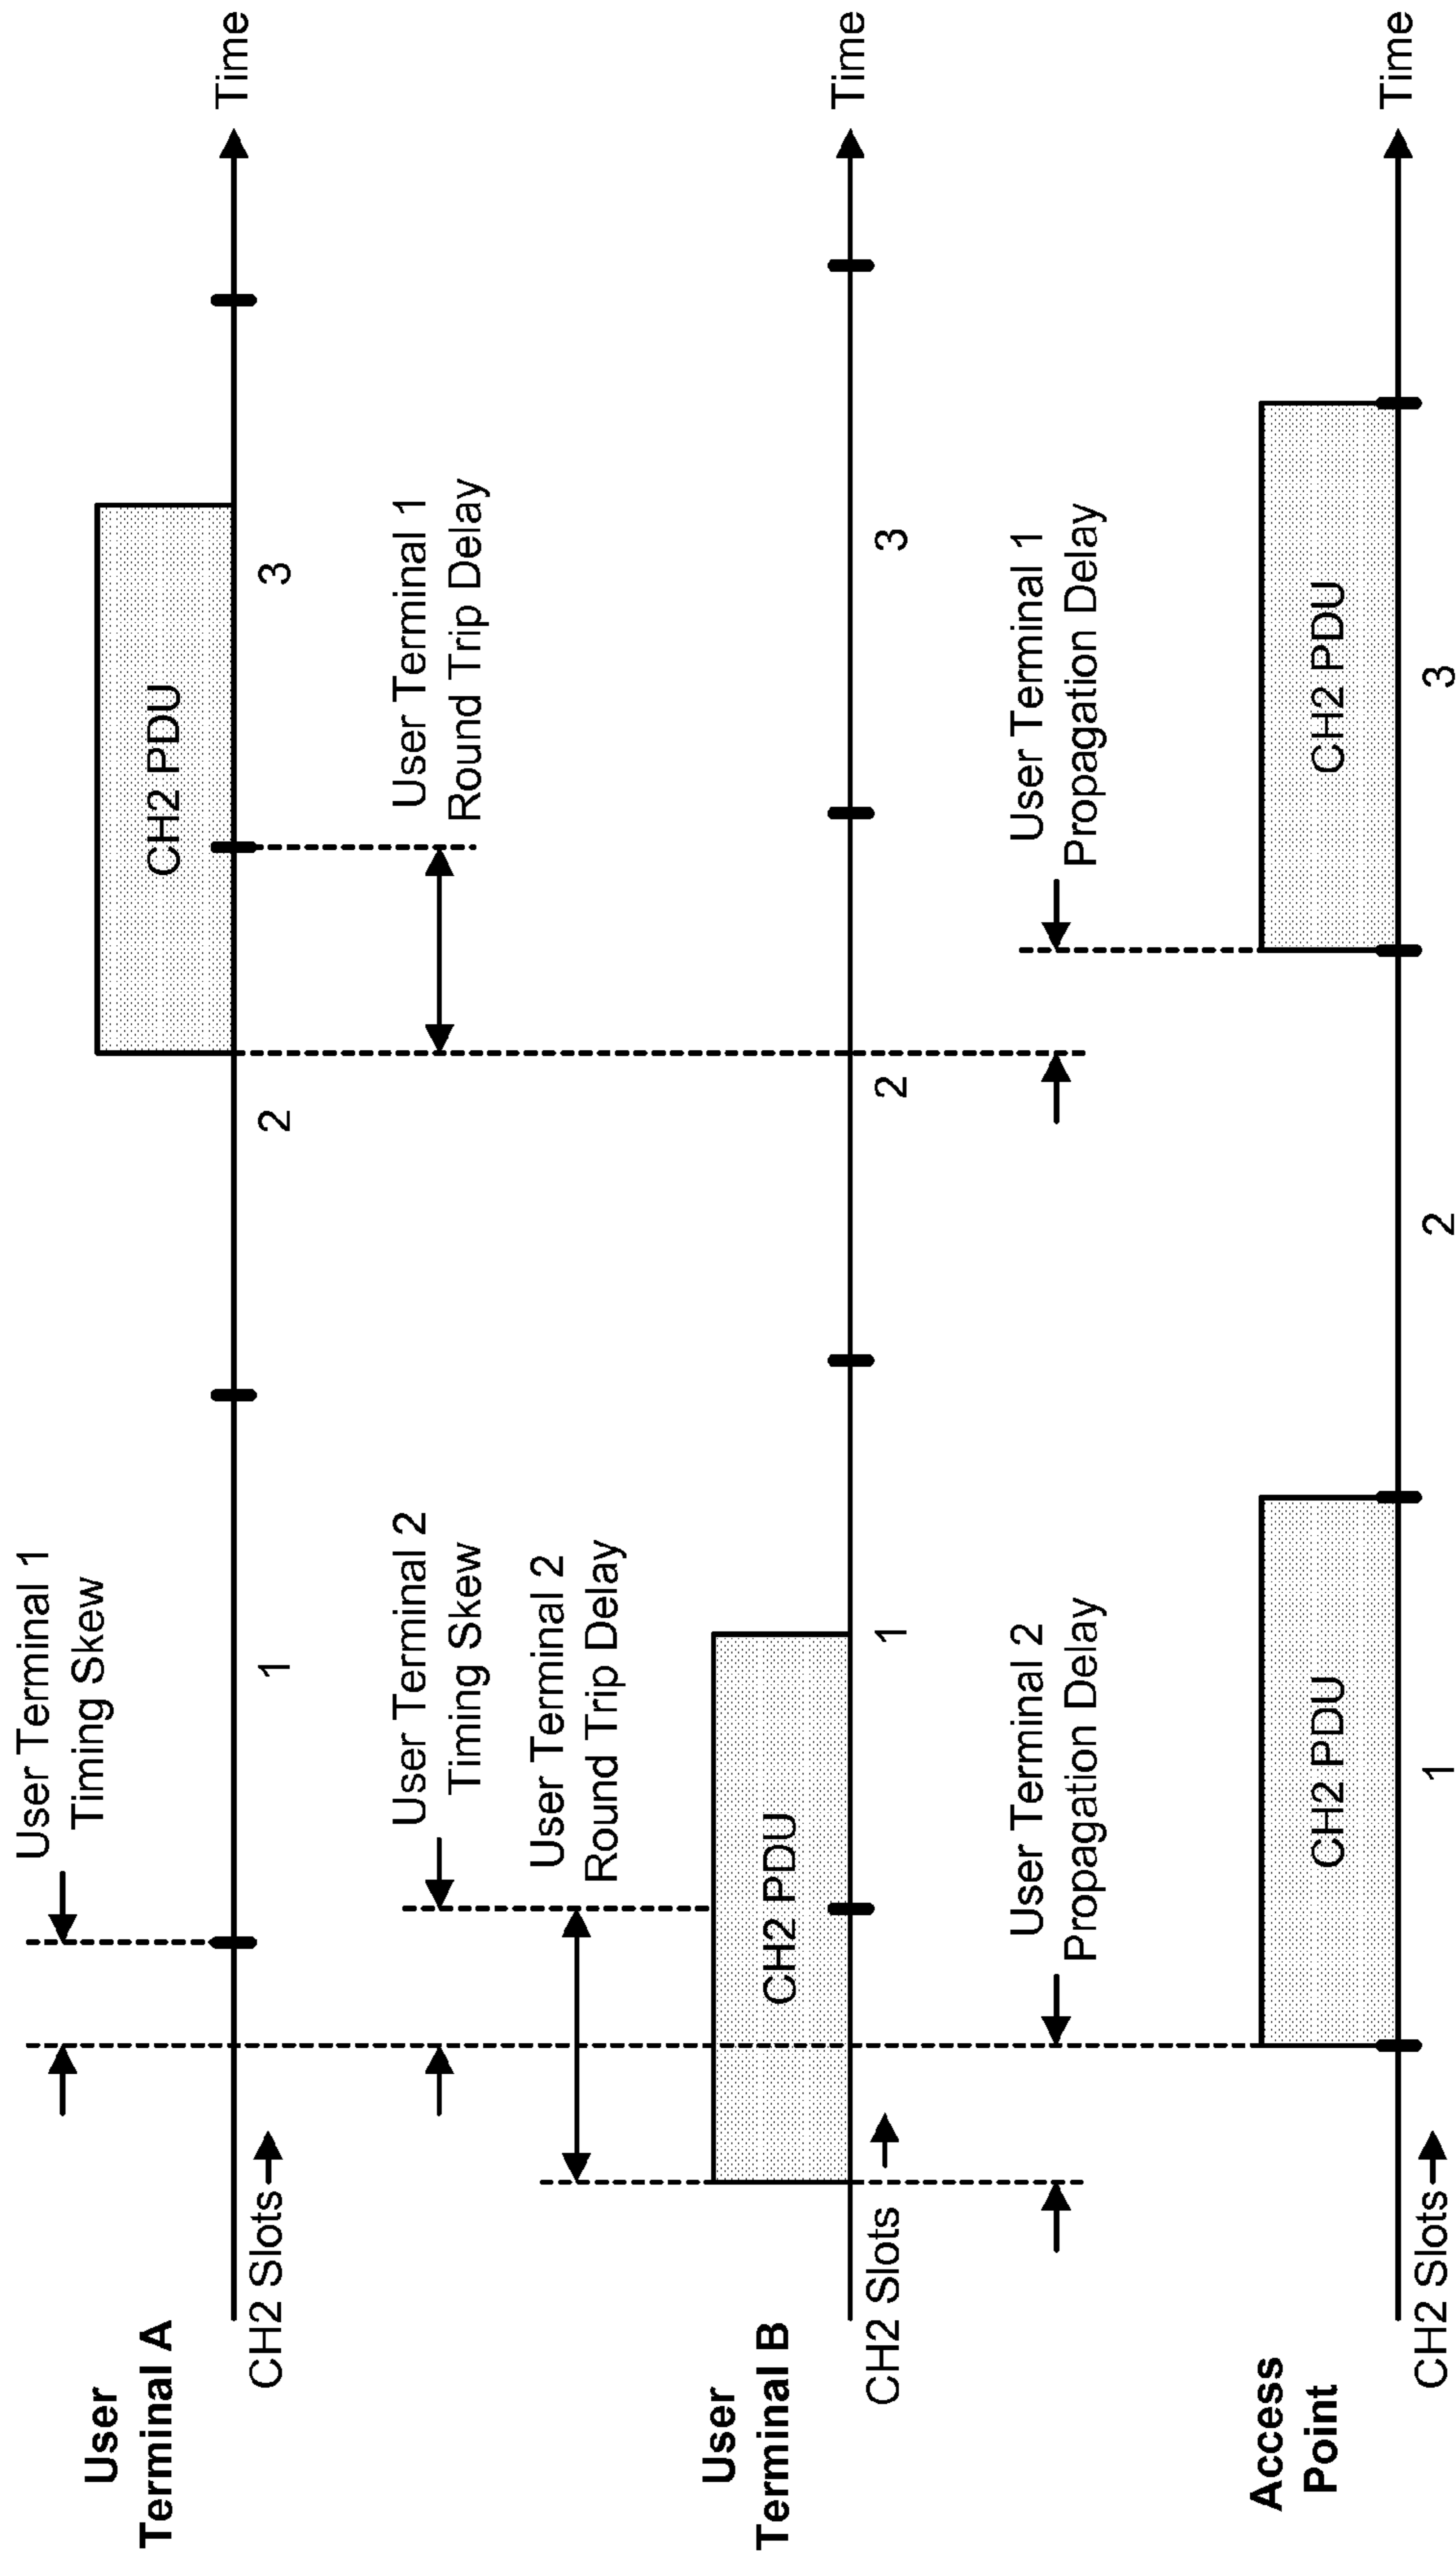 User Terminal 1
Timing Skew
User
Terminal A
CH2 PDU
CH2 Slots
1
2
3
Time
User Terminal 2
Timing Skew
User Terminal 1
Round Trip Delay
User Terminal 2
Round Trip Delay
User
Terminal B
CH2 PDU
CH2 Slots
1
2
3
Time
User Terminal 2
Propagation Delay
User Terminal 1
Propagation Delay
Access
Point
CH2 PDU
CH2 PDU
CH2 Slots
1
2
3
Time